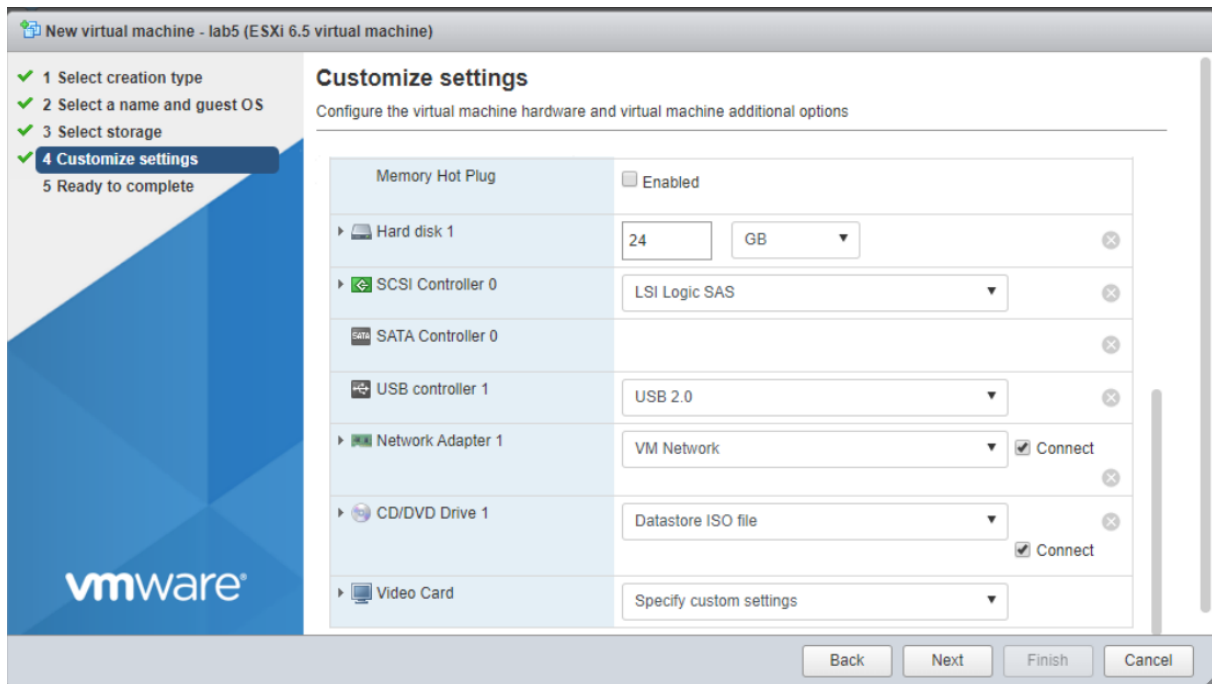 New virtual machine - lab5 (ESXi 6.5 virtual machine)
1 Select creation type
2 Select a name and guest OS
3 Select storage
4 Customize settings
5 Ready to complete
vmware®
Customize settings
Configure the virtual machine hardware and virtual machine additional options
Memory Hot Plug Enabled
Hard disk 1 24 GB
SCSI Controller 0 LSI Logic SAS
SATA SATA Controller 0
USB controller 1 USB 2.0
Network Adapter 1 VM Network Connect
CD/DVD Drive 1 Datastore ISO file
Connect
Video Card Specify custom settings
Back Next Finish Cancel